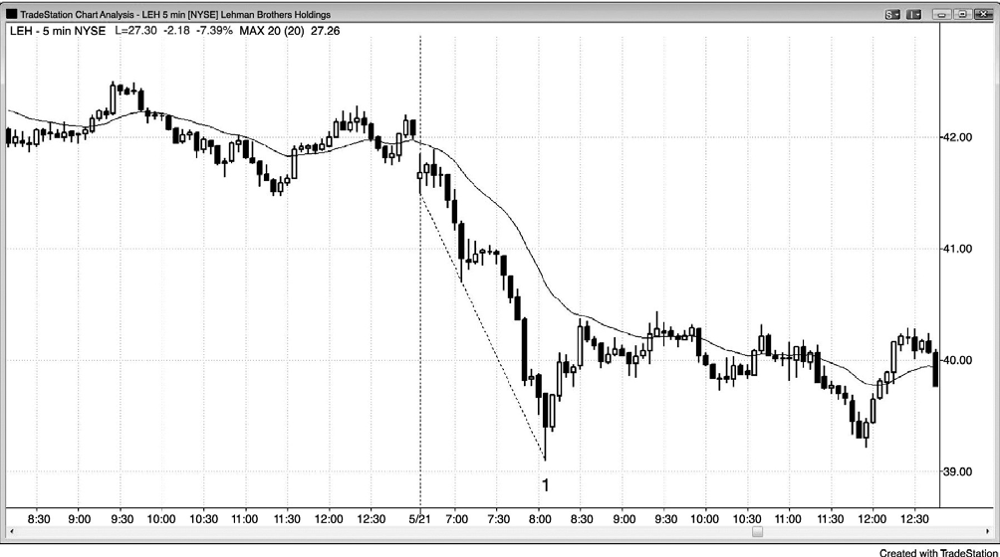 TradeStation Chart Analysis - LEH 5 min [NYSE] Lehman Brothers Holdings
LEH - 5 min NYSE L=27.30 -2.18 -7.39% MAX 20 (20) 27.26
42.00
41.00
40.00
39.00
1
8:30 9:00 9:30 10:00 10:30 11:00 11:30 12:00 12:30 5/21 7:00 7:30 8:00 8:30 9:00 9:30 10:00 10:30 11:00 11:30 12:00 12:30
Created with TradeStation